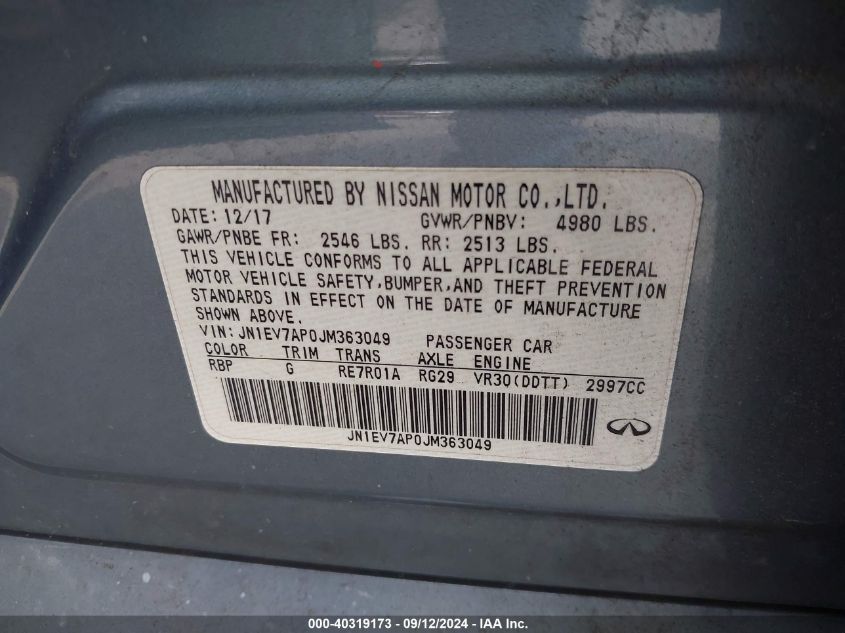 MANUFACTURED BY NISSAN MOTOR CO.,LTD.
DATE: 12/17 GVWR/PNBV: 4980 LBS.
GAWR/PNBE FR: 2546 LBS. RR: 2513 LBS.
THIS VEHICLE CONFORMS TO ALL APPLICABLE FEDERAL
MOTOR VEHICLE SAFETY,BUMPER,AND THEFT PREVENTION
STANDARDS IN EFFECT ON THE DATE OF MANUFACTURE
SHOWN ABOVE.
VIN: JN1EV7AP0JM363049 PASSENGER CAR
COLOR TRIM TRANS AXLE ENGINE
RBP G RE7R01A RG29 VR30(DDTT) 2997CC
JN1EV7AP0JM363049
000-40319173 - 09/12/2024 - IAA Inc.